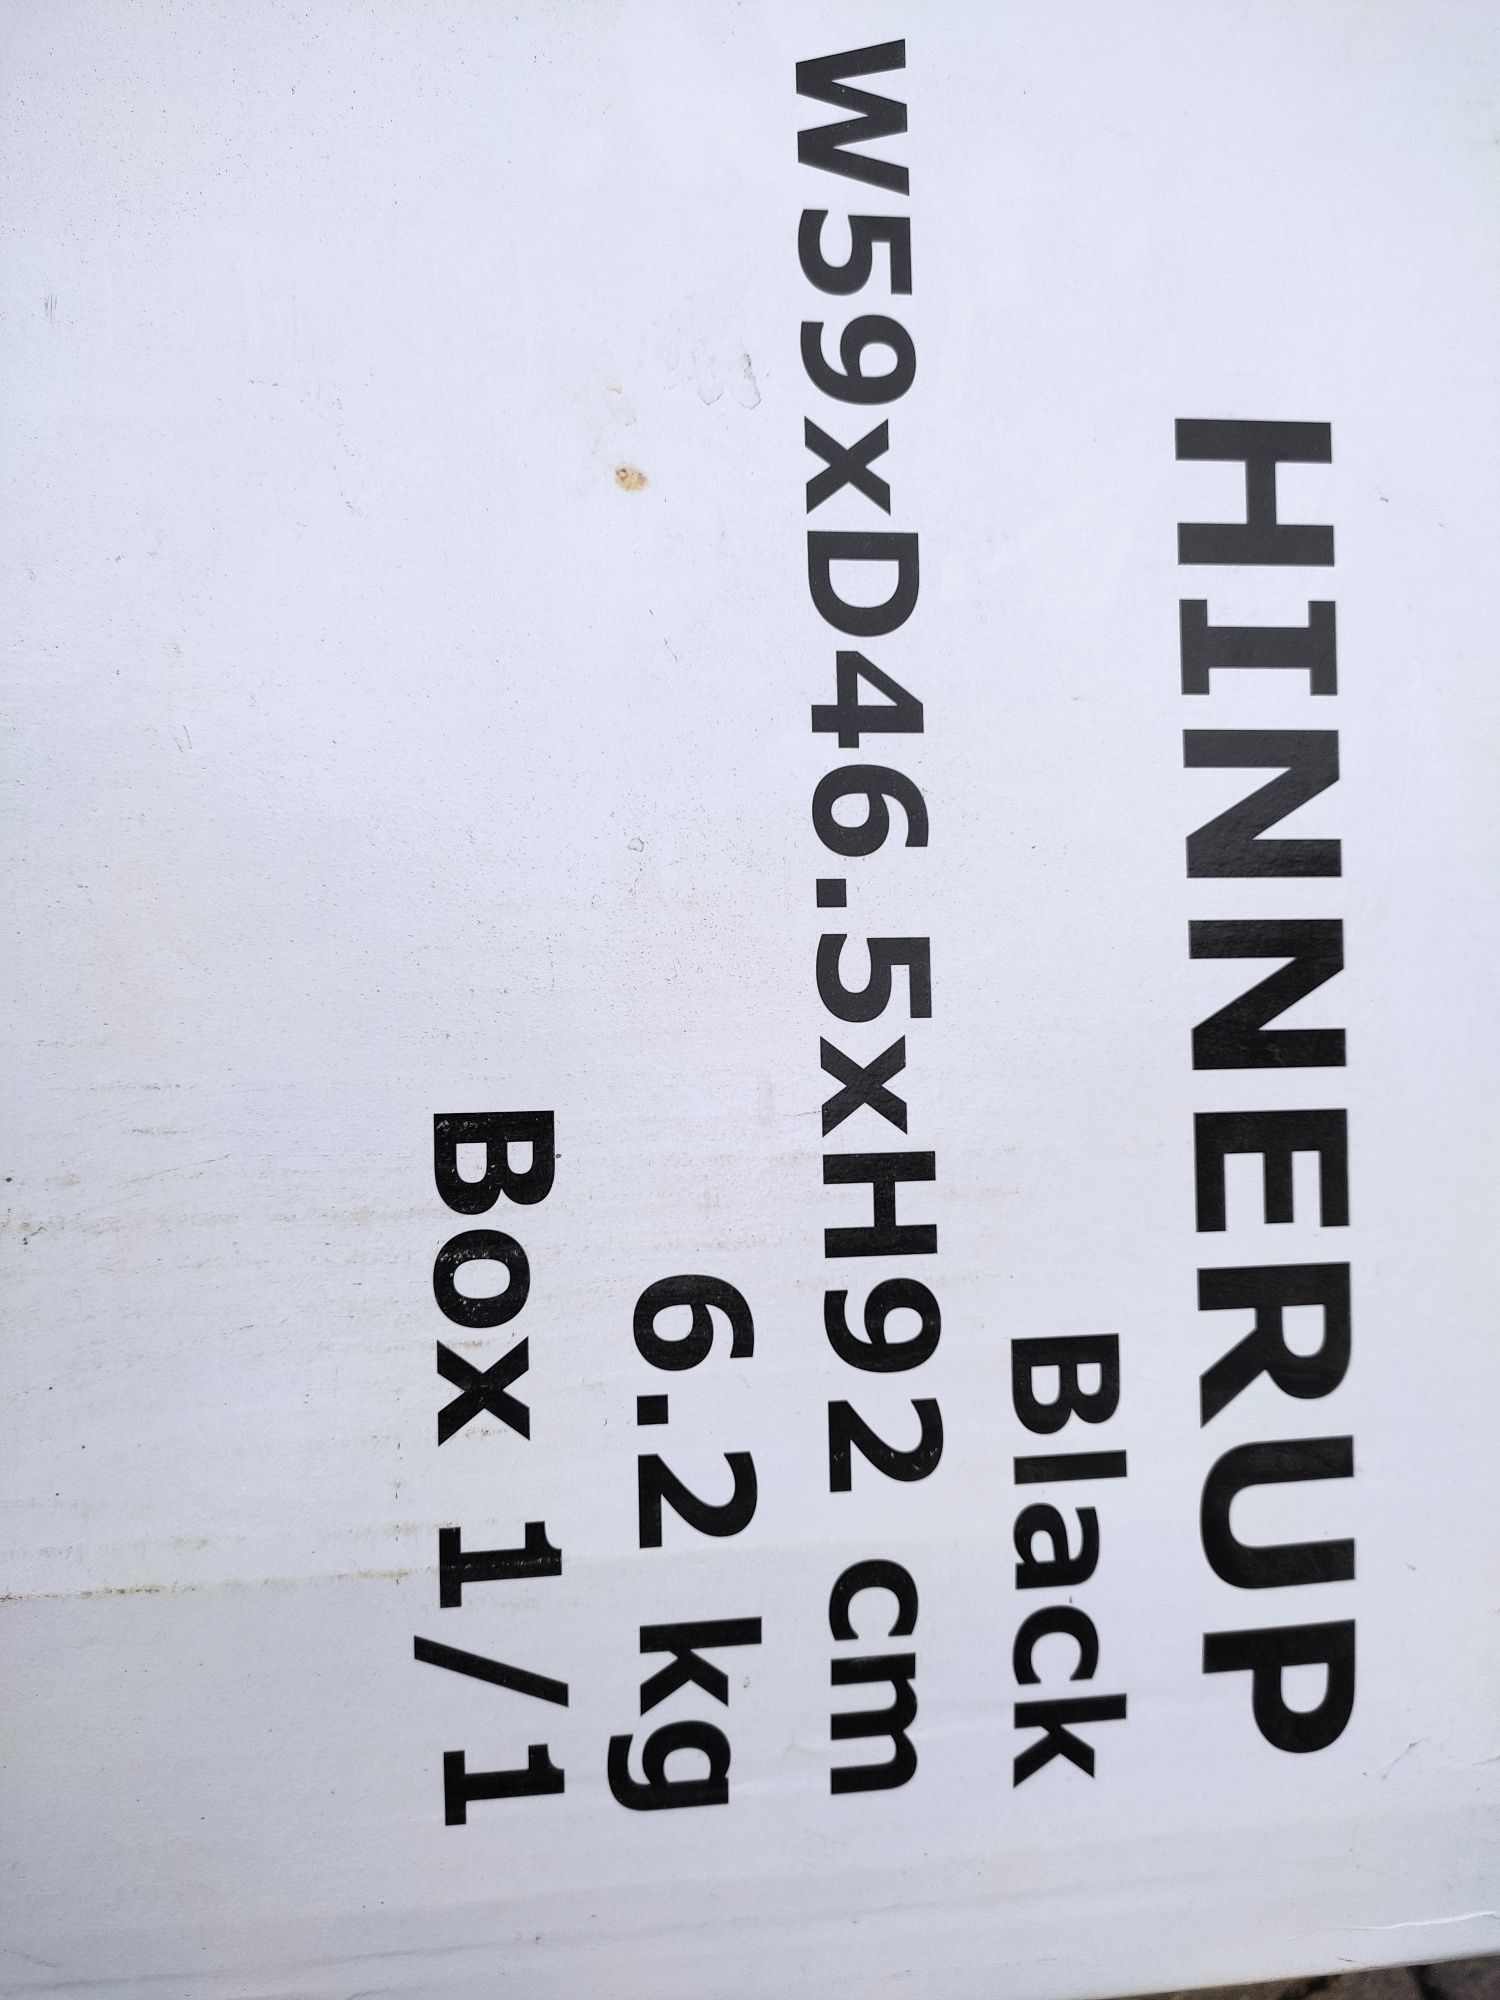 HINNERUP
Black
W59xD46.5xH92 cm
6.2 kg
Box 1/1